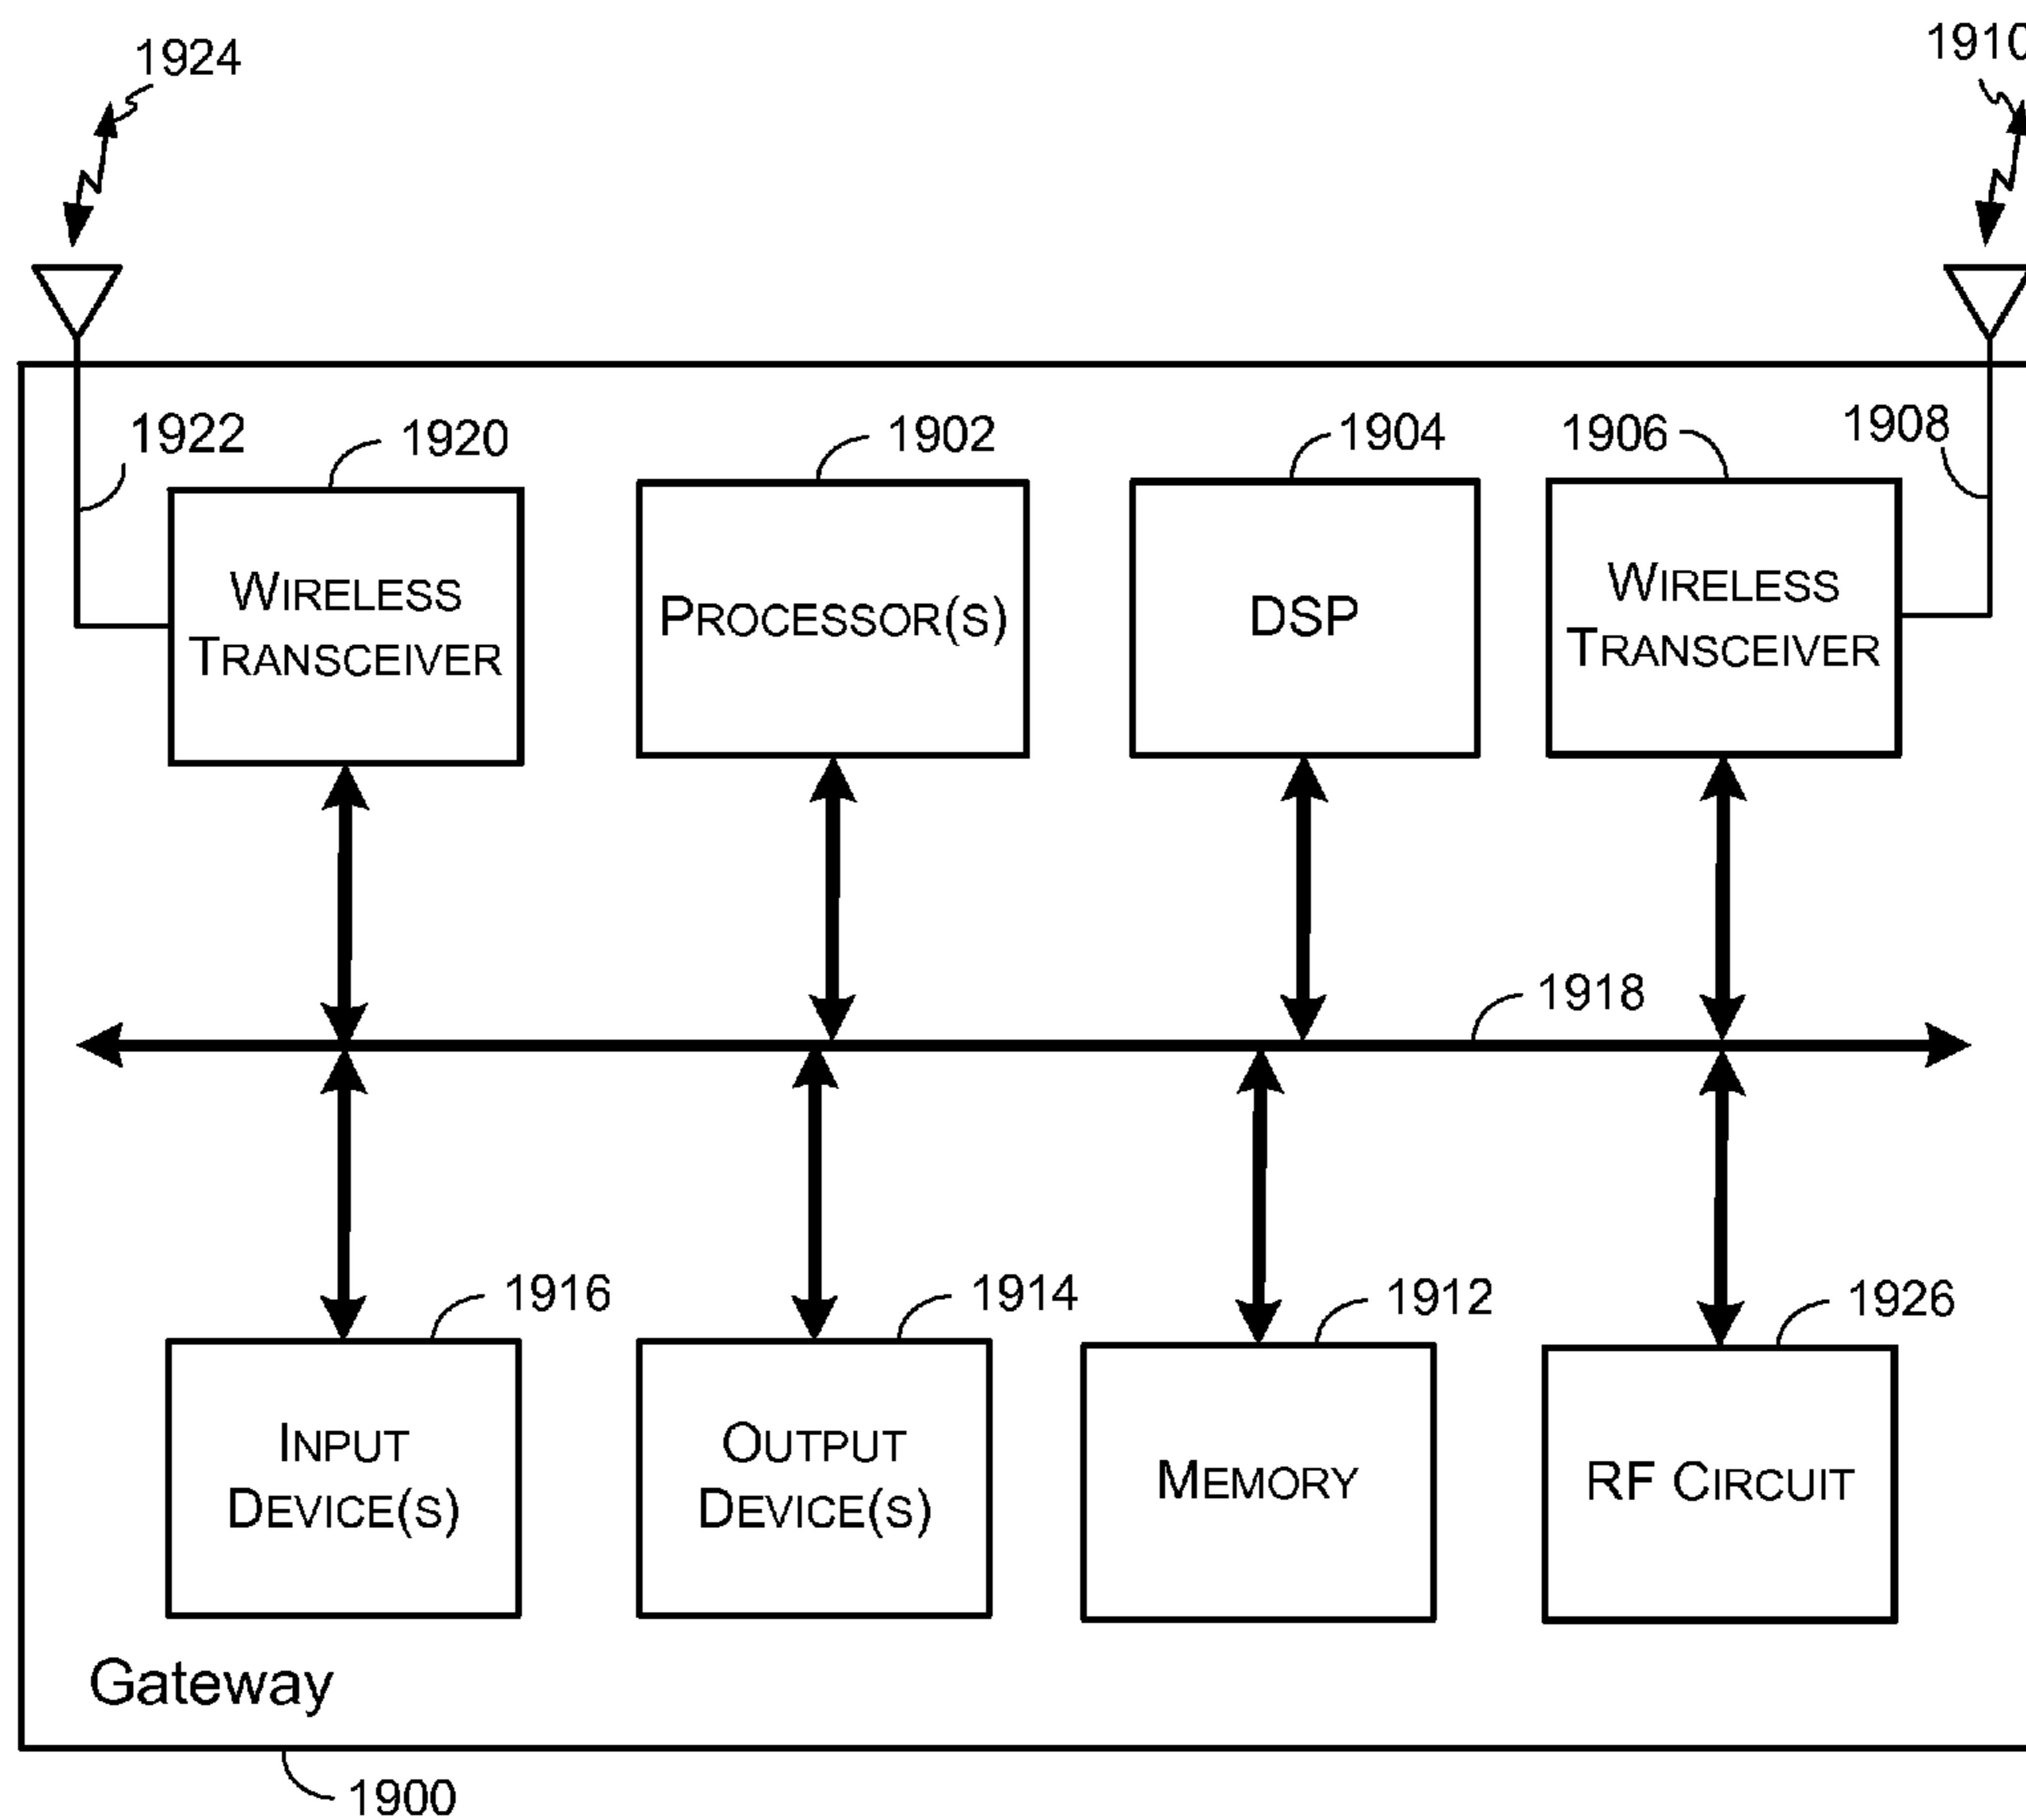 1924
1910
1922
1920
1902
1904
1906
1908
WIRELESS
TRANSCEIVER
PROCESSOR(S)
DSP
WIRELESS
TRANSCEIVER
1918
1916
1914
1912
1926
INPUT
DEVICE(S)
OUTPUT
DEVICE(S)
MEMORY
RF CIRCUIT
Gateway
1900